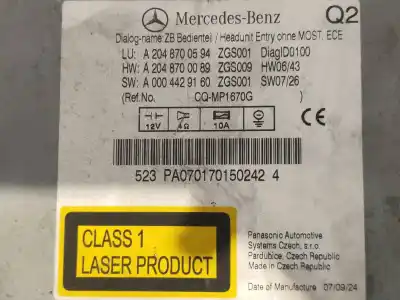 Mercedes-Benz Q2
Dialog-name: ZB Bedienteil / Headunit Entry ohne MOST. ECE
LU: A 204 870 05 94 ZGS001 DiagID0100
HW: A 204 870 00 89 ZGS009 HW06/43
SW: A 000 442 91 60 ZGS001 SW07/26
(Ref.No. CQ-MP1670G )
12V 4Ω 10A
523 PA070170150242 4
CLASS 1
LASER PRODUCT
Panasonic Automotive
Systems Czech, s.r.o.
Pardubice, Czech Republic
Made in Czech Republic
Date of Manufacture 07/09/24